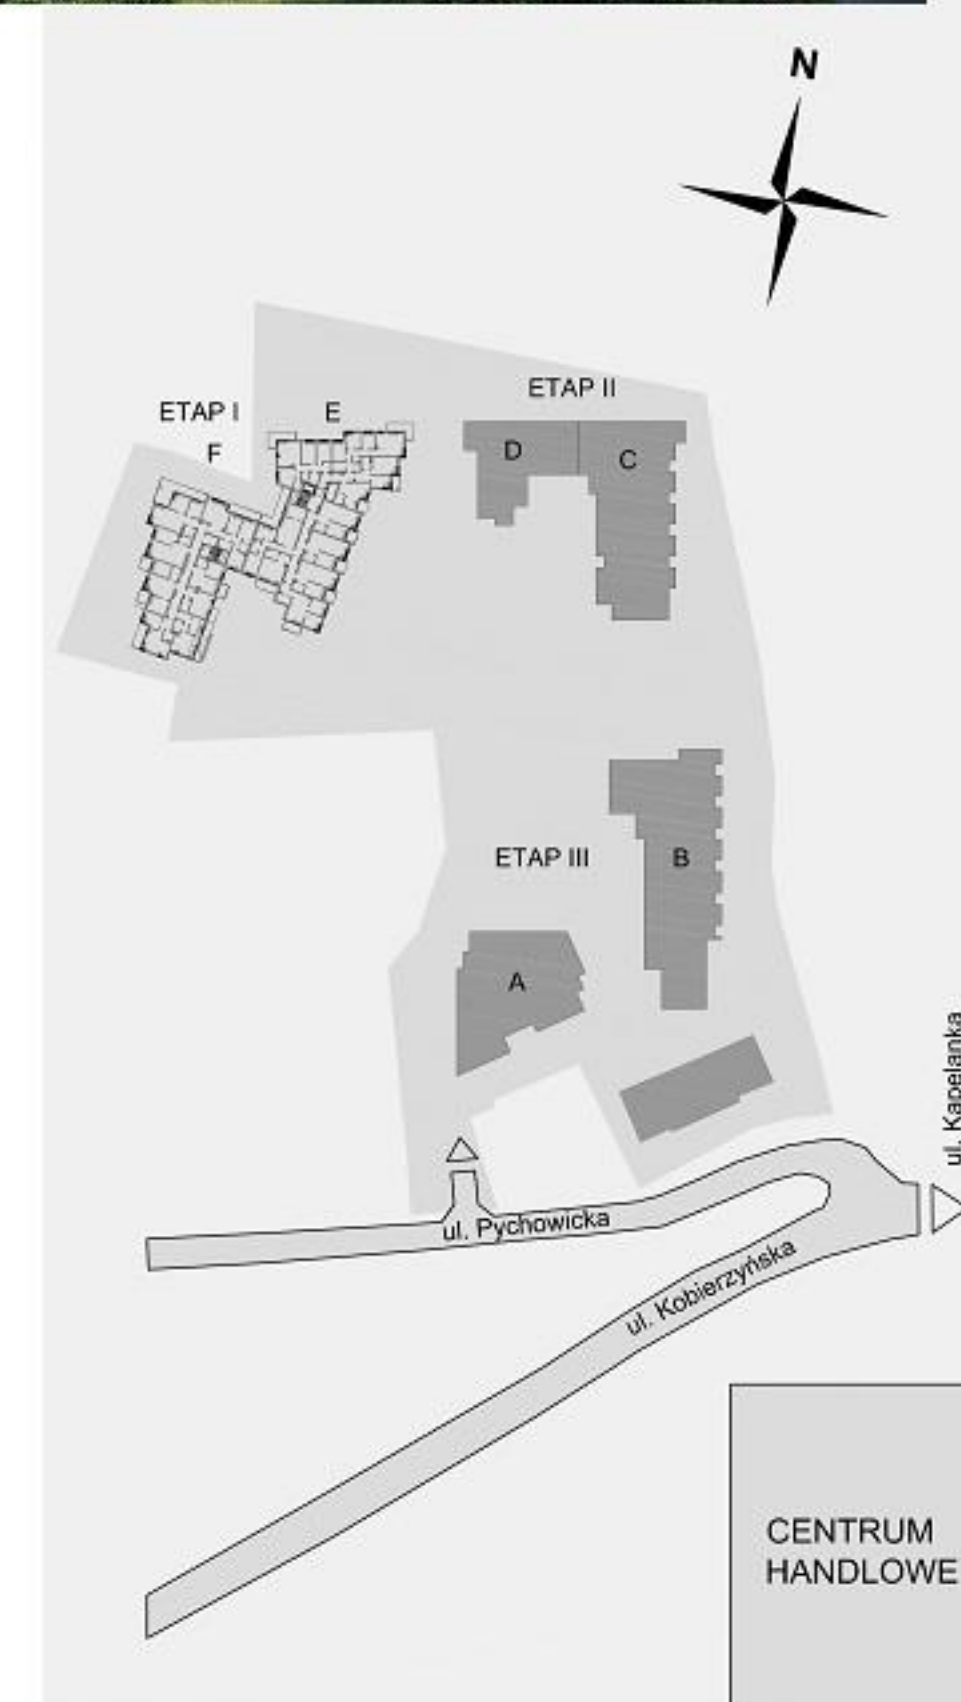 N
ETAP II
ETAP I
E
F
D
C
ETAP III
B
A
ul. Kapelanka
ul. Pychowicka
ul. Kobierzyńska
CENTRUM
HANDLOWE